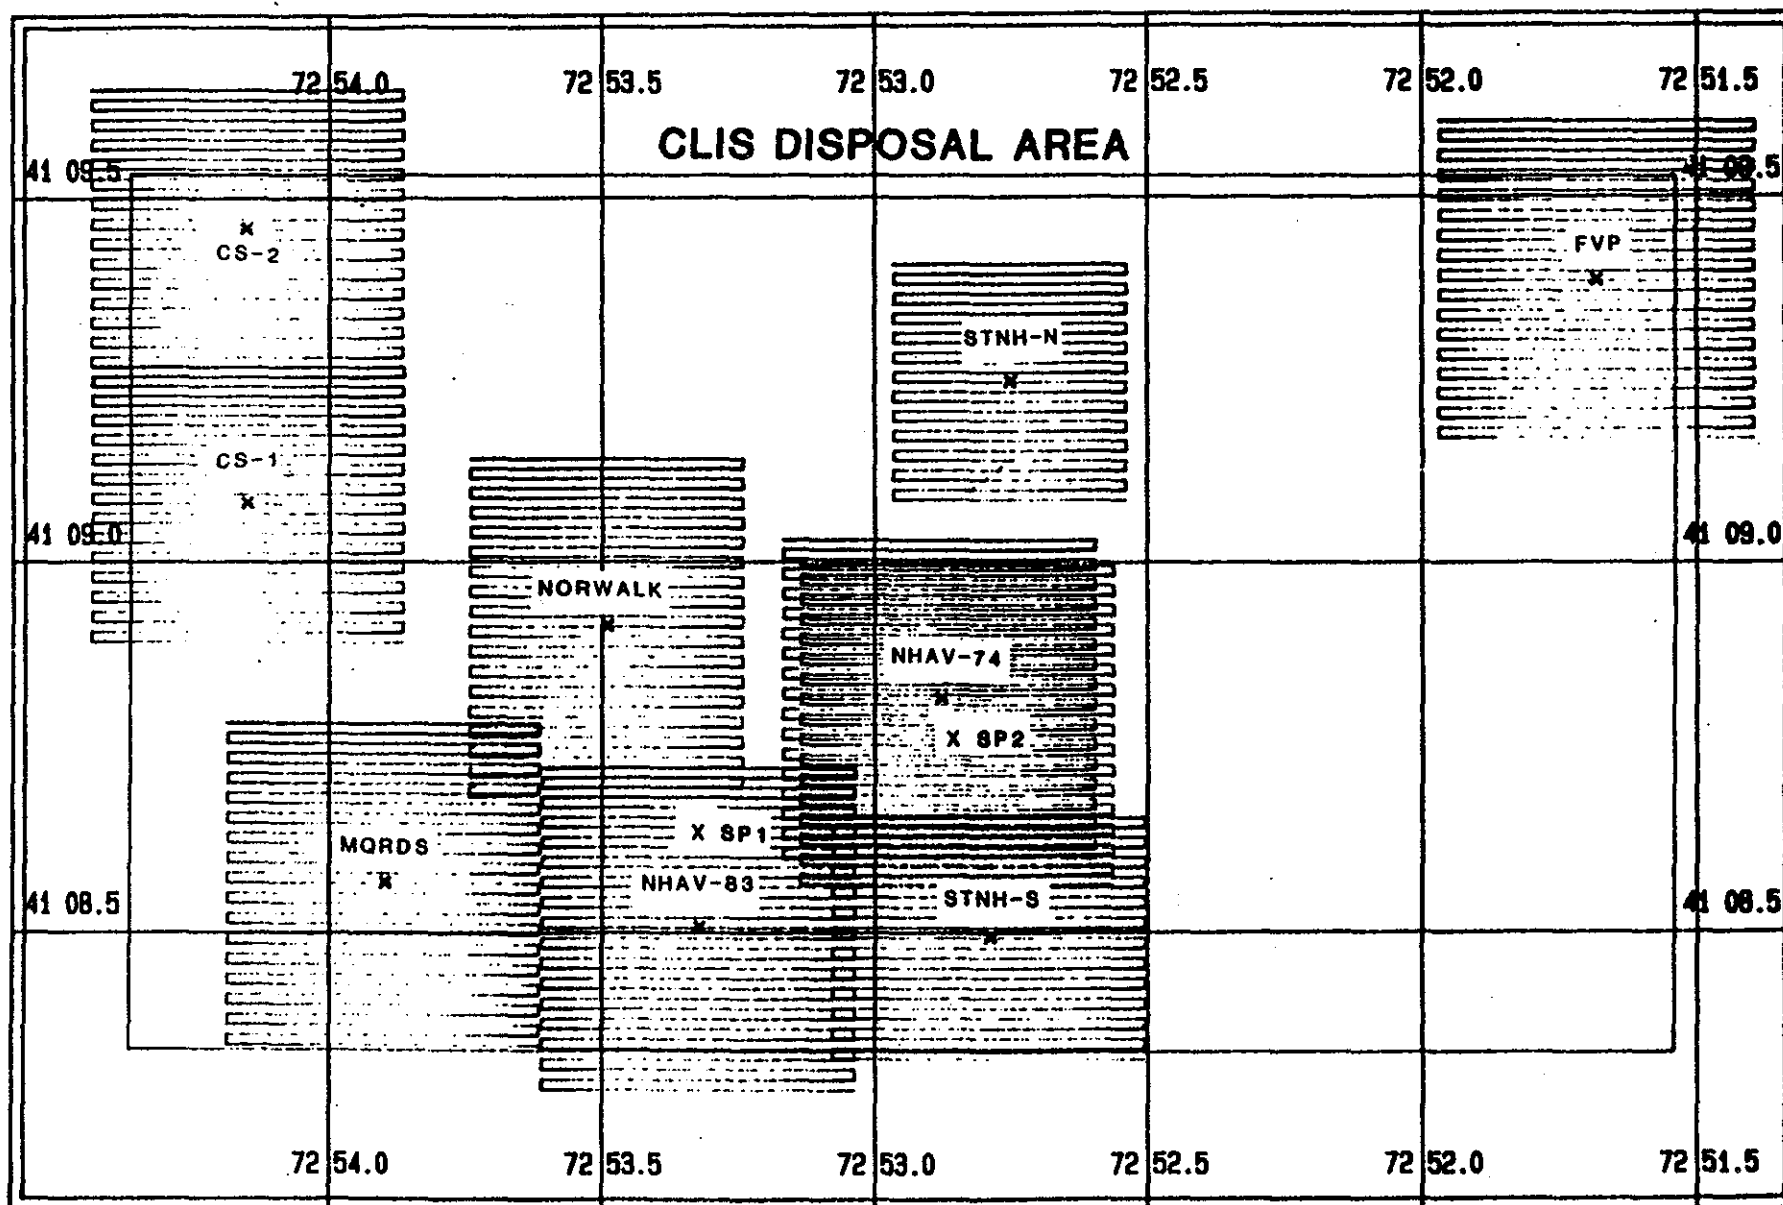 72 54.0 72 53.5 72 53.0 72 52.5 72 52.0 72 51.5
CLIS DISPOSAL AREA
41 09.5 41 09.5
x
CS-2
FVP
x
STNH-N
x
CS-1
x
41 09.0 41 09.0
NORWALK
x
NHAV-74
x
X SP2
X SP1
MQRDS
x
NHAV-83
x
STNH-S
x
41 08.5 41 08.5
72 54.0 72 53.5 72 53.0 72 52.5 72 52.0 72 51.5